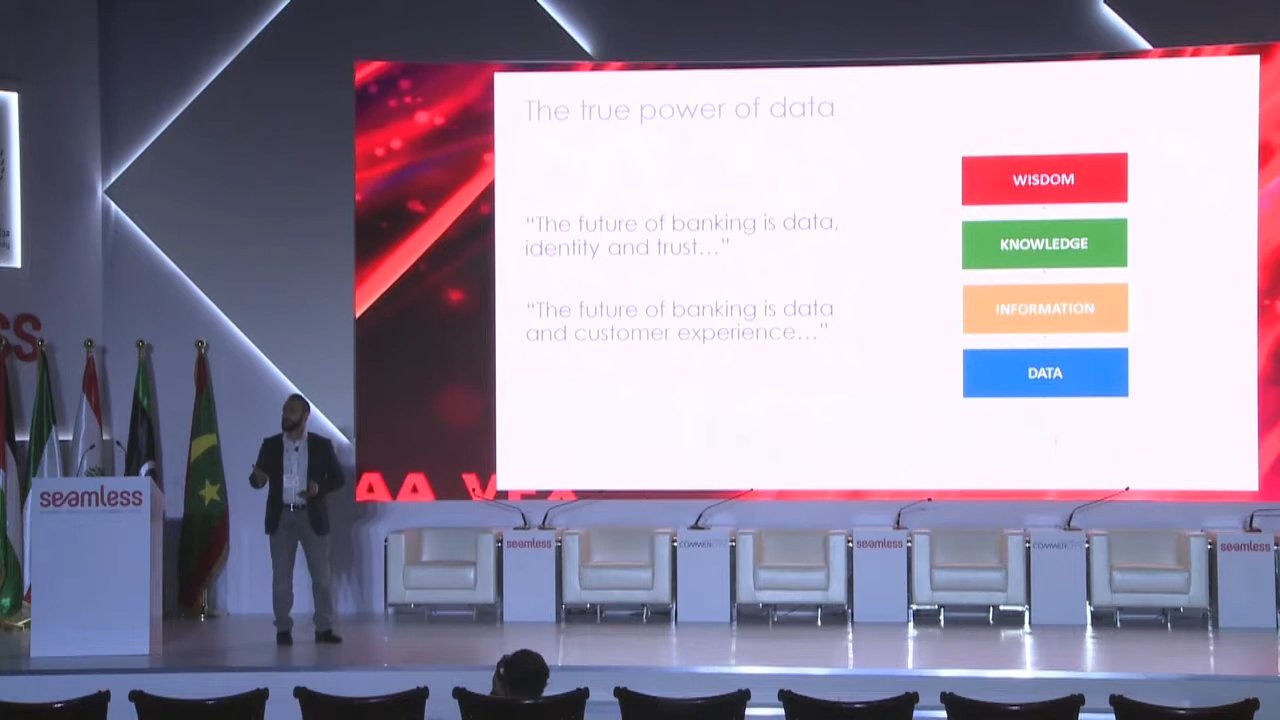 The true power of data
"The future of banking is data,
identity and trust..."
"The future of banking is data
and customer experience..."
WISDOM
KNOWLEDGE
INFORMATION
DATA
seamless
seamless
seamless
seamless